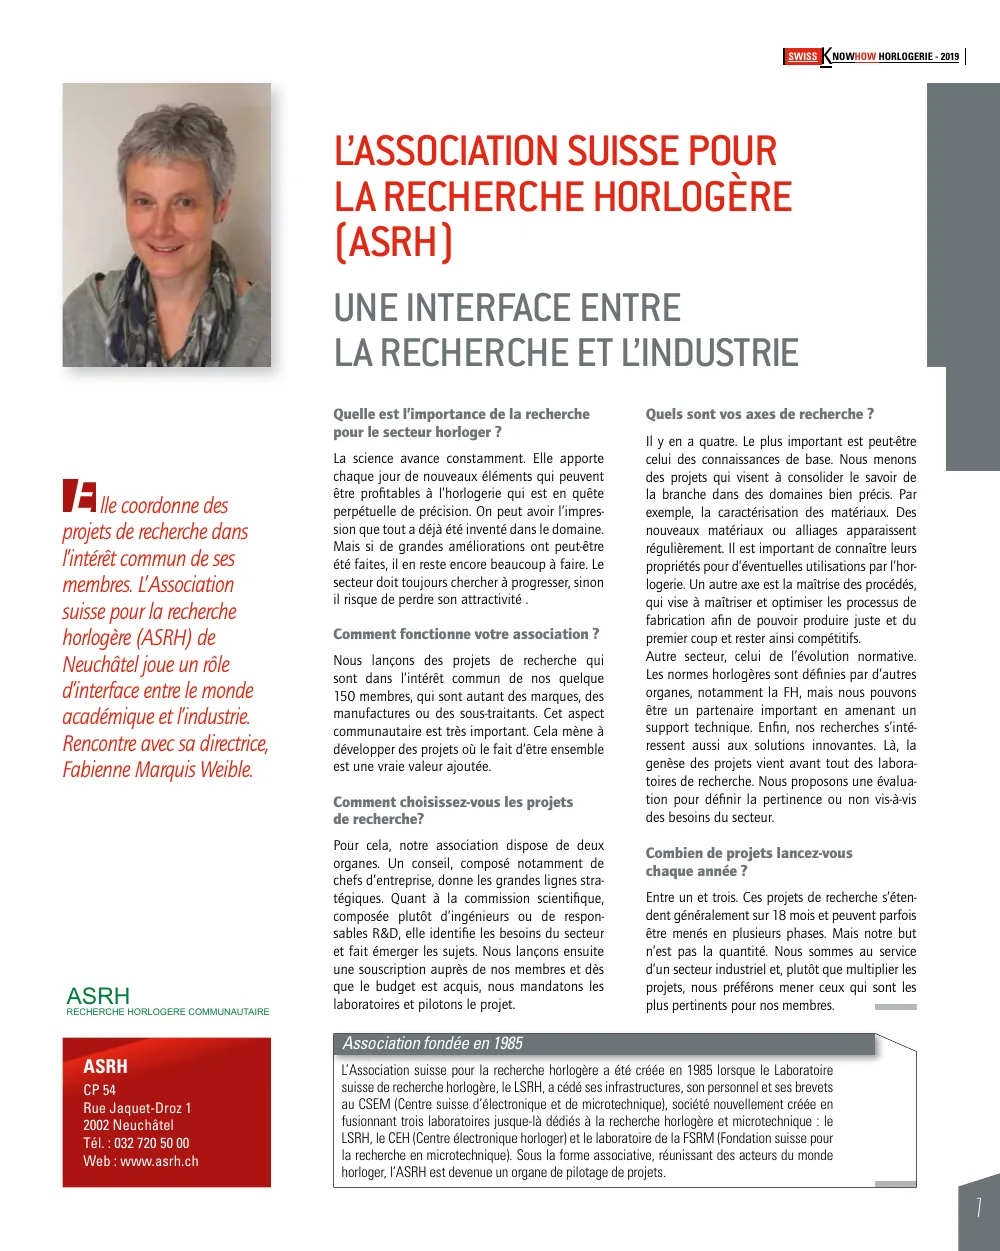 SWISS KNOWHOW HORLOGERIE - 2019
L’ASSOCIATION SUISSE POUR
LA RECHERCHE HORLOGÈRE
(ASRH)
UNE INTERFACE ENTRE
LA RECHERCHE ET L’INDUSTRIE
Elle coordonne des
projets de recherche dans
l’intérêt commun de ses
membres. L’Association
suisse pour la recherche
horlogère (ASRH) de
Neuchâtel joue un rôle
d’interface entre le monde
académique et l’industrie.
Rencontre avec sa directrice,
Fabienne Marquis Weible.
ASRH
RECHERCHE HORLOGERE COMMUNAUTAIRE
ASRH
CP 54
Rue Jaquet-Droz 1
2002 Neuchâtel
Tél. : 032 720 50 00
Web : www.asrh.ch
Quelle est l’importance de la recherche
pour le secteur horloger ?
La science avance constamment. Elle apporte
chaque jour de nouveaux éléments qui peuvent
être profitables à l’horlogerie qui est en quête
perpétuelle de précision. On peut avoir l’impres-
sion que tout a déjà été inventé dans le domaine.
Mais si de grandes améliorations ont peut-être
été faites, il en reste encore beaucoup à faire. Le
secteur doit toujours chercher à progresser, sinon
il risque de perdre son attractivité .
Comment fonctionne votre association ?
Nous lançons des projets de recherche qui
sont dans l’intérêt commun de nos quelque
150 membres, qui sont autant des marques, des
manufactures ou des sous-traitants. Cet aspect
communautaire est très important. Cela mène à
développer des projets où le fait d’être ensemble
est une vraie valeur ajoutée.
Comment choisissez-vous les projets
de recherche?
Pour cela, notre association dispose de deux
organes. Un conseil, composé notamment de
chefs d’entreprise, donne les grandes lignes stra-
tégiques. Quant à la commission scientifique,
composée plutôt d’ingénieurs ou de respon-
sables R&D, elle identifie les besoins du secteur
et fait émerger les sujets. Nous lançons ensuite
une souscription auprès de nos membres et dès
que le budget est acquis, nous mandatons les
laboratoires et pilotons le projet.
Quels sont vos axes de recherche ?
Il y en a quatre. Le plus important est peut-être
celui des connaissances de base. Nous menons
des projets qui visent à consolider le savoir de
la branche dans des domaines bien précis. Par
exemple, la caractérisation des matériaux. Des
nouveaux matériaux ou alliages apparaissent
régulièrement. Il est important de connaître leurs
propriétés pour d’éventuelles utilisations par l’hor-
logerie. Un autre axe est la maîtrise des procédés,
qui vise à maîtriser et optimiser les processus de
fabrication afin de pouvoir produire juste et du
premier coup et rester ainsi compétitifs.
Autre secteur, celui de l’évolution normative.
Les normes horlogères sont définies par d’autres
organes, notamment la FH, mais nous pouvons
être un partenaire important en amenant un
support technique. Enfin, nos recherches s’inté-
ressent aussi aux solutions innovantes. Là, la
genèse des projets vient avant tout des labora-
toires de recherche. Nous proposons une évalua-
tion pour définir la pertinence ou non vis-à-vis
des besoins du secteur.
Combien de projets lancez-vous
chaque année ?
Entre un et trois. Ces projets de recherche s’éten-
dent généralement sur 18 mois et peuvent parfois
être menés en plusieurs phases. Mais notre but
n’est pas la quantité. Nous sommes au service
d’un secteur industriel et, plutôt que multiplier les
projets, nous préférons mener ceux qui sont les
plus pertinents pour nos membres.
Association fondée en 1985
L’Association suisse pour la recherche horlogère a été créée en 1985 lorsque le Laboratoire
suisse de recherche horlogère, le LSRH, a cédé ses infrastructures, son personnel et ses brevets
au CSEM (Centre suisse d’électronique et de microtechnique), société nouvellement créée en
fusionnant trois laboratoires jusque-là dédiés à la recherche horlogère et microtechnique : le
LSRH, le CEH (Centre électronique horloger) et le laboratoire de la FSRM (Fondation suisse pour
la recherche en microtechnique). Sous la forme associative, réunissant des acteurs du monde
horloger, l’ASRH est devenue un organe de pilotage de projets.
7